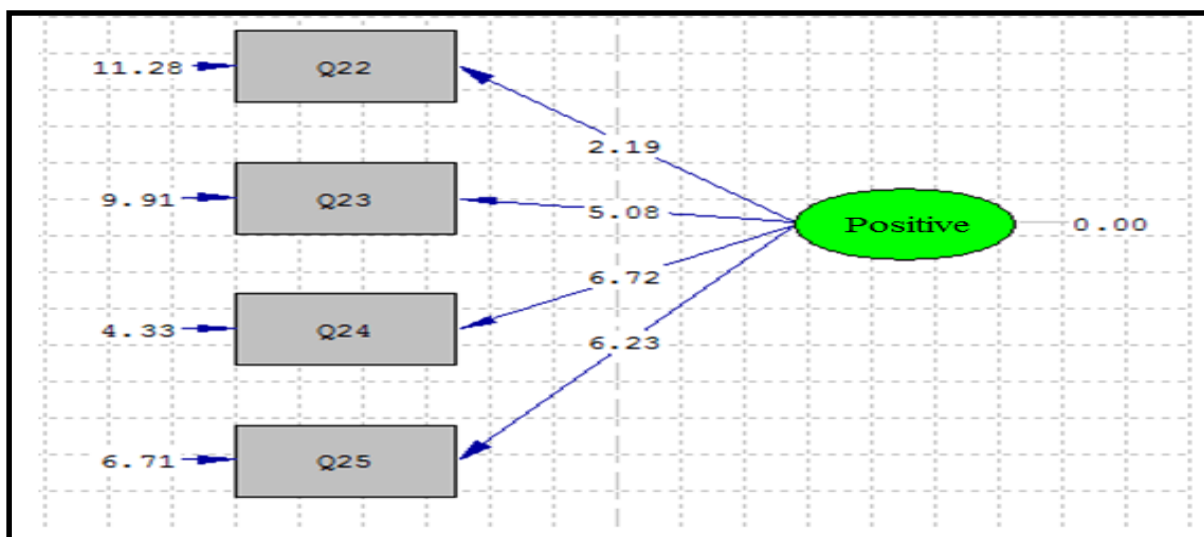 11.28 Q22
2.19
9.91 Q23 5.08 Positive 0.00
6.72
4.33 Q24
6.23
6.71 Q25